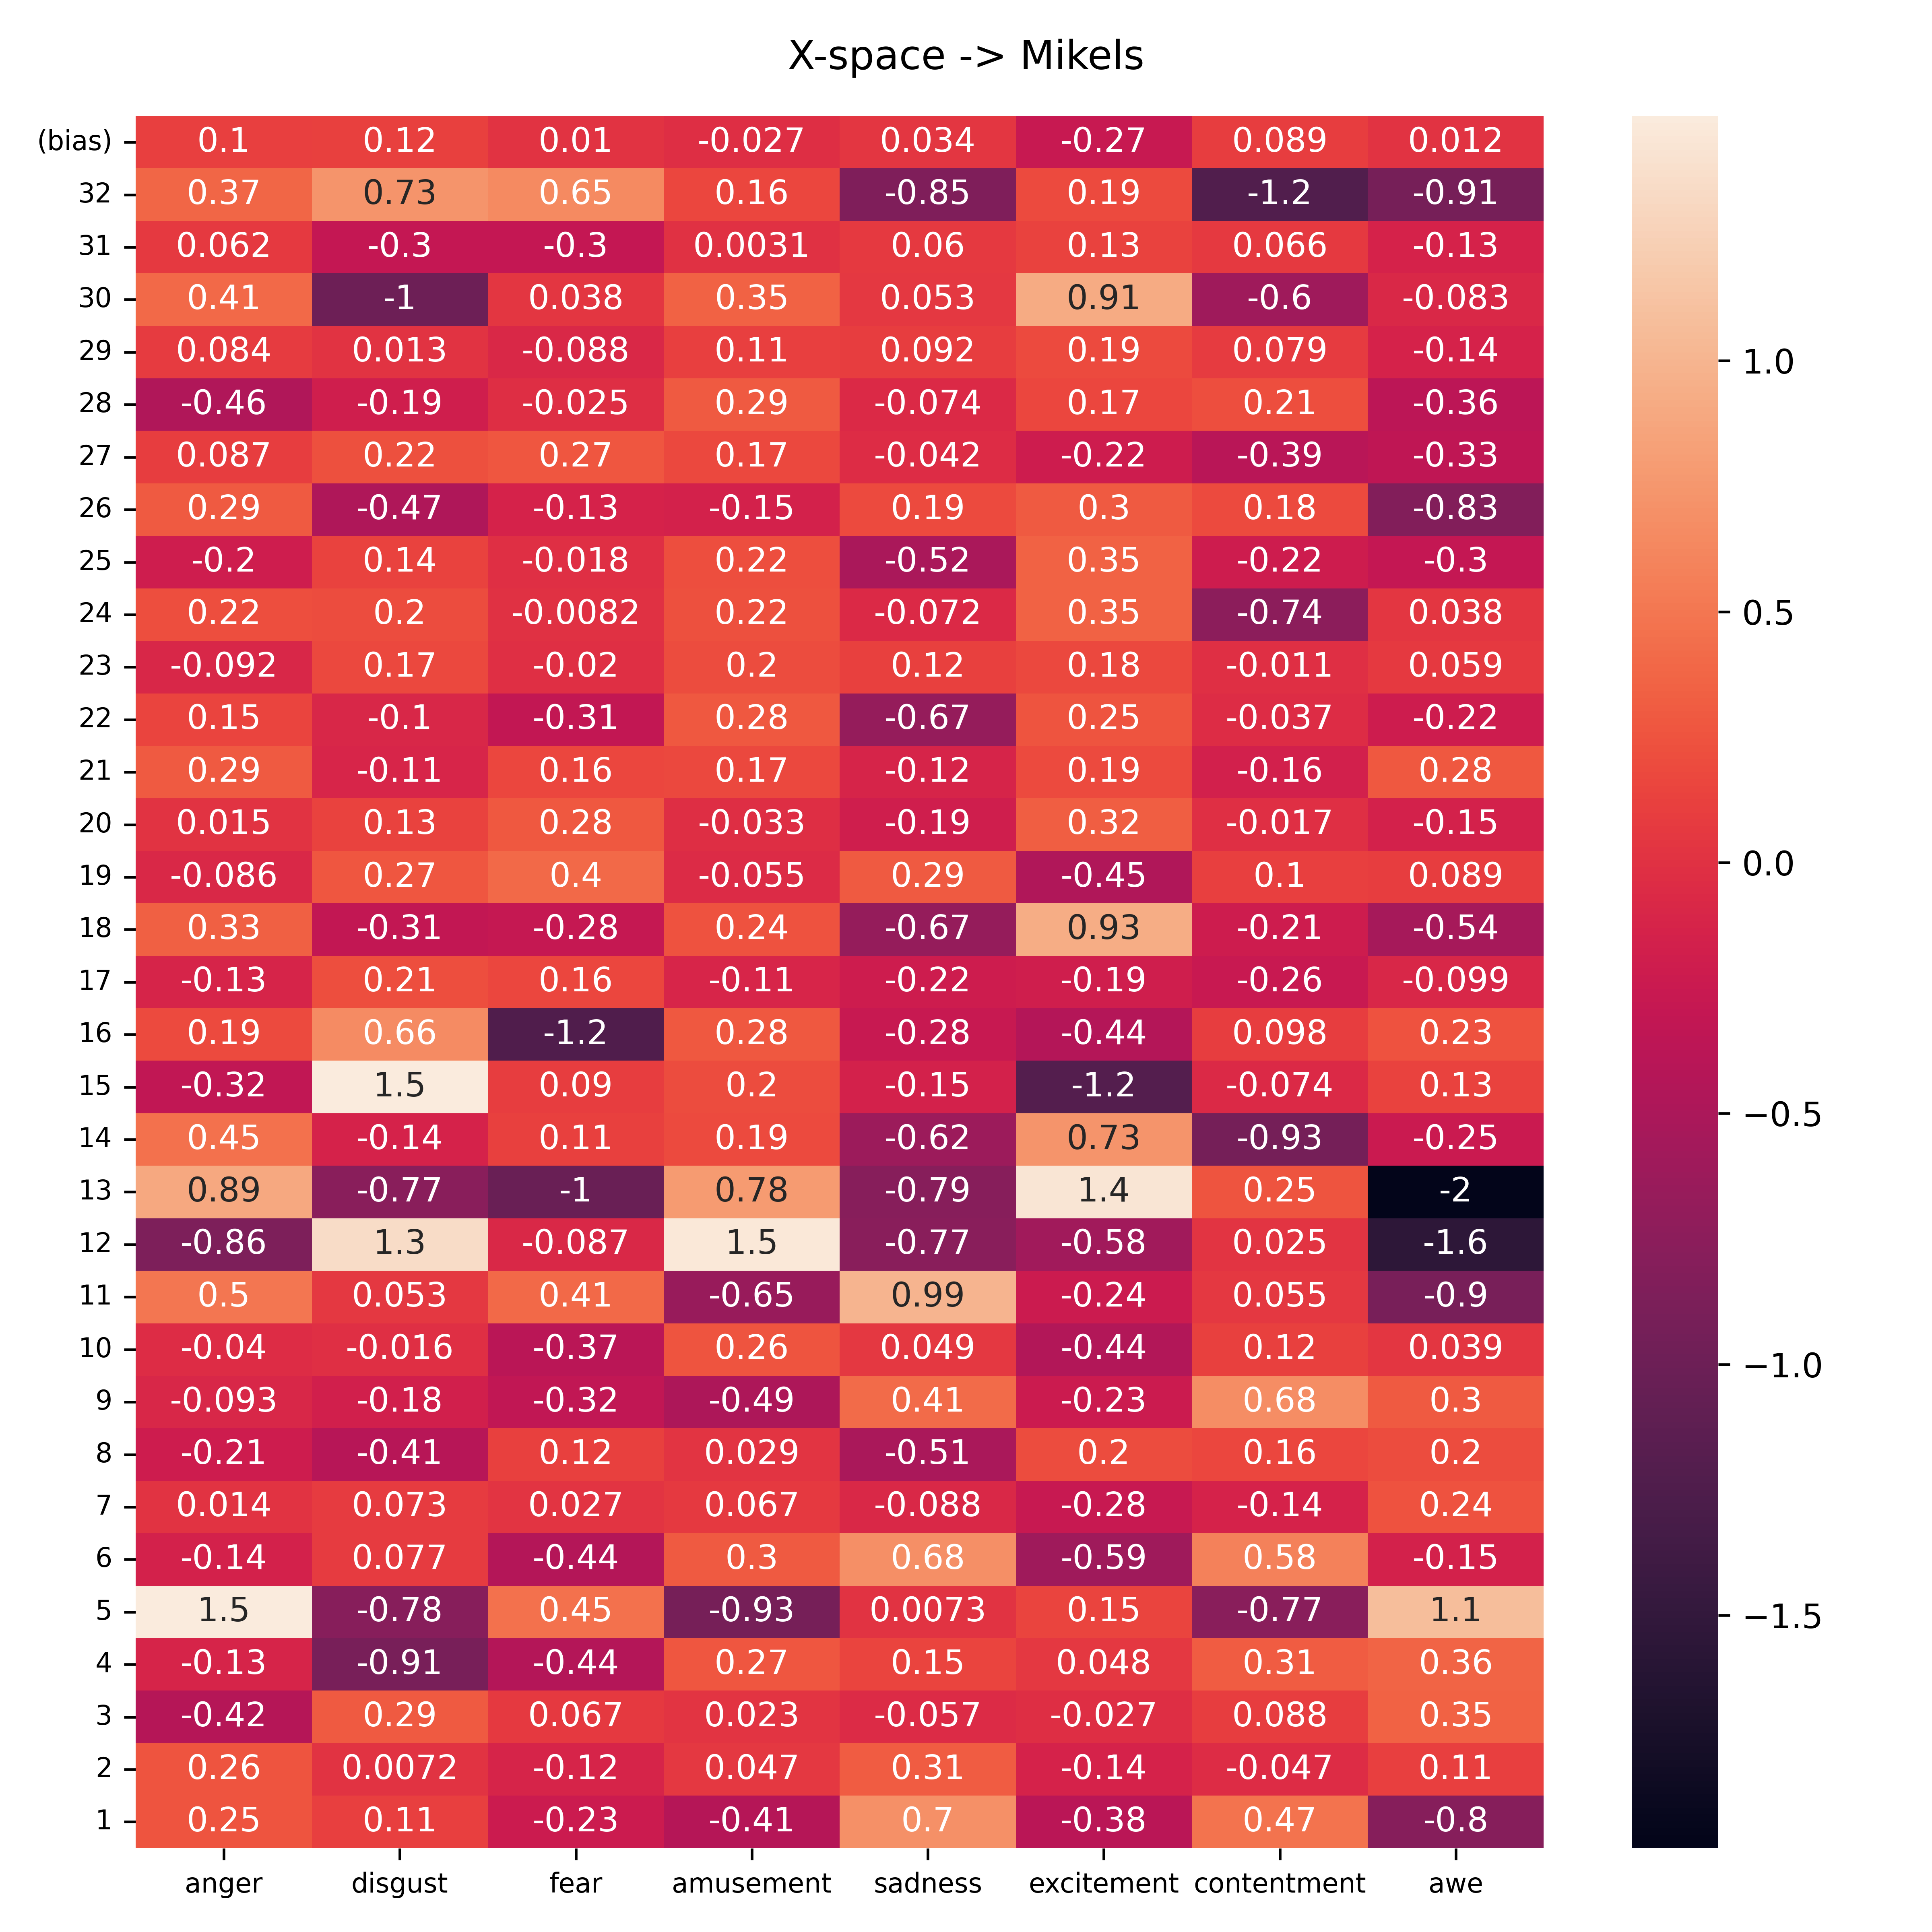 X-space -> Mikels
(bias) 0.1 0.12 0.01 -0.027 0.034 -0.27 0.089 0.012
32 0.37 0.73 0.65 0.16 -0.85 0.19 -1.2 -0.91
31 0.062 -0.3 -0.3 0.0031 0.06 0.13 0.066 -0.13
30 0.41 -1 0.038 0.35 0.053 0.91 -0.6 -0.083
29 0.084 0.013 -0.088 0.11 0.092 0.19 0.079 -0.14
28 -0.46 -0.19 -0.025 0.29 -0.074 0.17 0.21 -0.36
27 0.087 0.22 0.27 0.17 -0.042 -0.22 -0.39 -0.33
26 0.29 -0.47 -0.13 -0.15 0.19 0.3 0.18 -0.83
25 -0.2 0.14 -0.018 0.22 -0.52 0.35 -0.22 -0.3
24 0.22 0.2 -0.0082 0.22 -0.072 0.35 -0.74 0.038
23 -0.092 0.17 -0.02 0.2 0.12 0.18 -0.011 0.059
22 0.15 -0.1 -0.31 0.28 -0.67 0.25 -0.037 -0.22
21 0.29 -0.11 0.16 0.17 -0.12 0.19 -0.16 0.28
20 0.015 0.13 0.28 -0.033 -0.19 0.32 -0.017 -0.15
19 -0.086 0.27 0.4 -0.055 0.29 -0.45 0.1 0.089
18 0.33 -0.31 -0.28 0.24 -0.67 0.93 -0.21 -0.54
17 -0.13 0.21 0.16 -0.11 -0.22 -0.19 -0.26 -0.099
16 0.19 0.66 -1.2 0.28 -0.28 -0.44 0.098 0.23
15 -0.32 1.5 0.09 0.2 -0.15 -1.2 -0.074 0.13
14 0.45 -0.14 0.11 0.19 -0.62 0.73 -0.93 -0.25
13 0.89 -0.77 -1 0.78 -0.79 1.4 0.25 -2
12 -0.86 1.3 -0.087 1.5 -0.77 -0.58 0.025 -1.6
11 0.5 0.053 0.41 -0.65 0.99 -0.24 0.055 -0.9
10 -0.04 -0.016 -0.37 0.26 0.049 -0.44 0.12 0.039
9 -0.093 -0.18 -0.32 -0.49 0.41 -0.23 0.68 0.3
8 -0.21 -0.41 0.12 0.029 -0.51 0.2 0.16 0.2
7 0.014 0.073 0.027 0.067 -0.088 -0.28 -0.14 0.24
6 -0.14 0.077 -0.44 0.3 0.68 -0.59 0.58 -0.15
5 1.5 -0.78 0.45 -0.93 0.0073 0.15 -0.77 1.1
4 -0.13 -0.91 -0.44 0.27 0.15 0.048 0.31 0.36
3 -0.42 0.29 0.067 0.023 -0.057 -0.027 0.088 0.35
2 0.26 0.0072 -0.12 0.047 0.31 -0.14 -0.047 0.11
1 0.25 0.11 -0.23 -0.41 0.7 -0.38 0.47 -0.8
anger disgust fear amusement sadness excitement contentment awe
1.0
0.5
0.0
−0.5
−1.0
−1.5